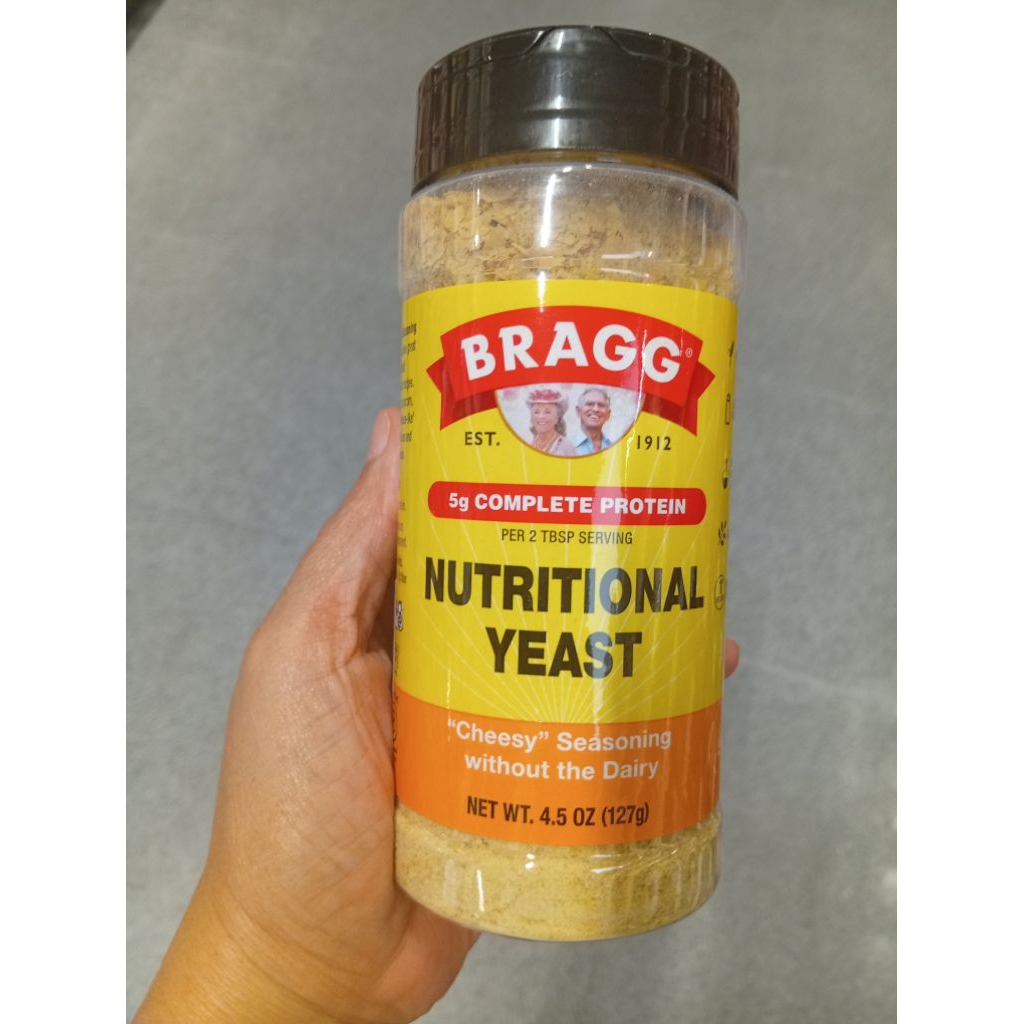 BRAGG®
EST. 1912
5g COMPLETE PROTEIN
PER 2 TBSP SERVING
NUTRITIONAL
YEAST
"Cheesy" Seasoning
without the Dairy
NET WT. 4.5 OZ (127g)